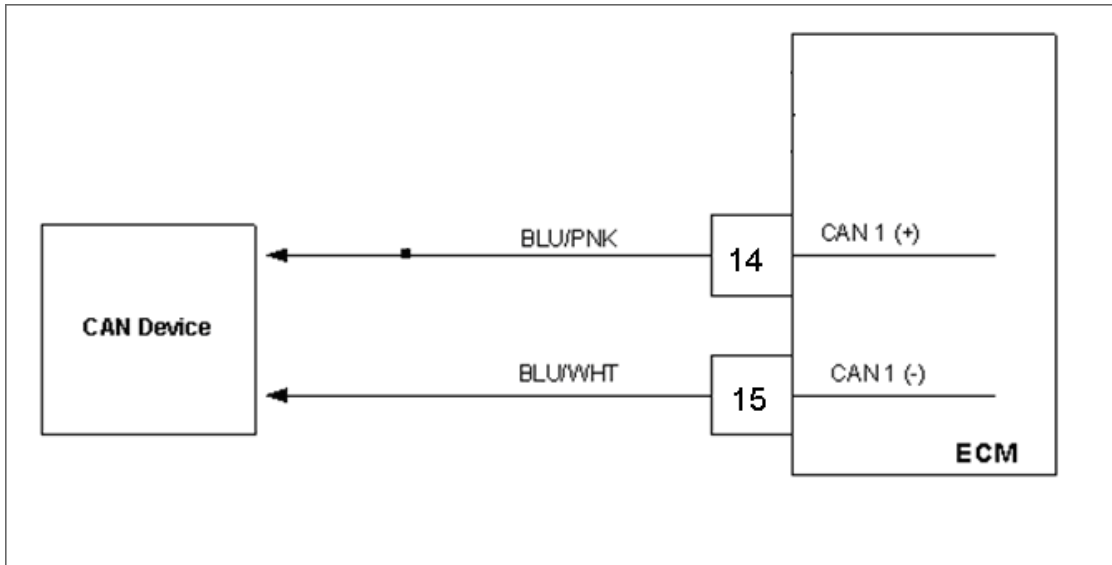 BLU/PNK
14
CAN 1 (+)
CAN Device
BLU/WHT
15
CAN 1 (-)
ECM